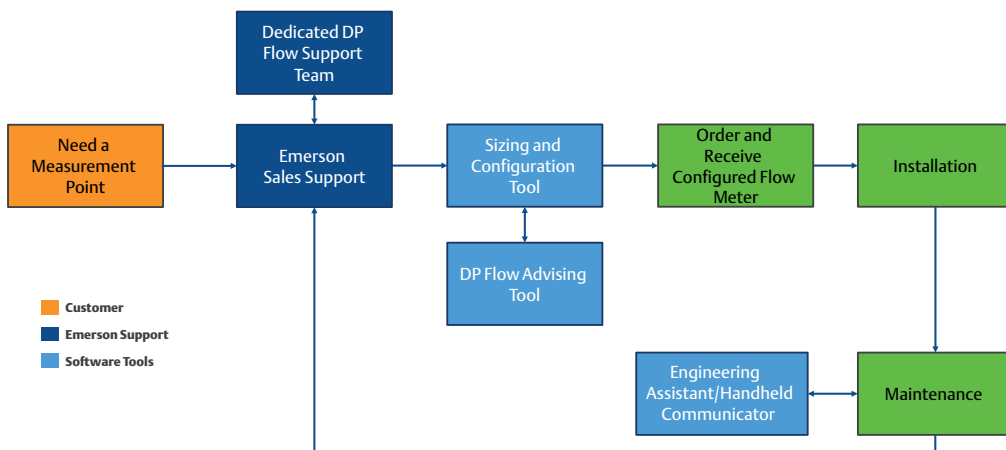 Dedicated DP
Flow Support
Team
Need a
Measurement
Point
Emerson
Sales Support
Sizing and
Configuration
Tool
Order and
Receive
Configured Flow
Meter
Installation
DP Flow Advising
Tool
Customer
Emerson Support
Software Tools
Engineering
Assistant/Handheld
Communicator
Maintenance